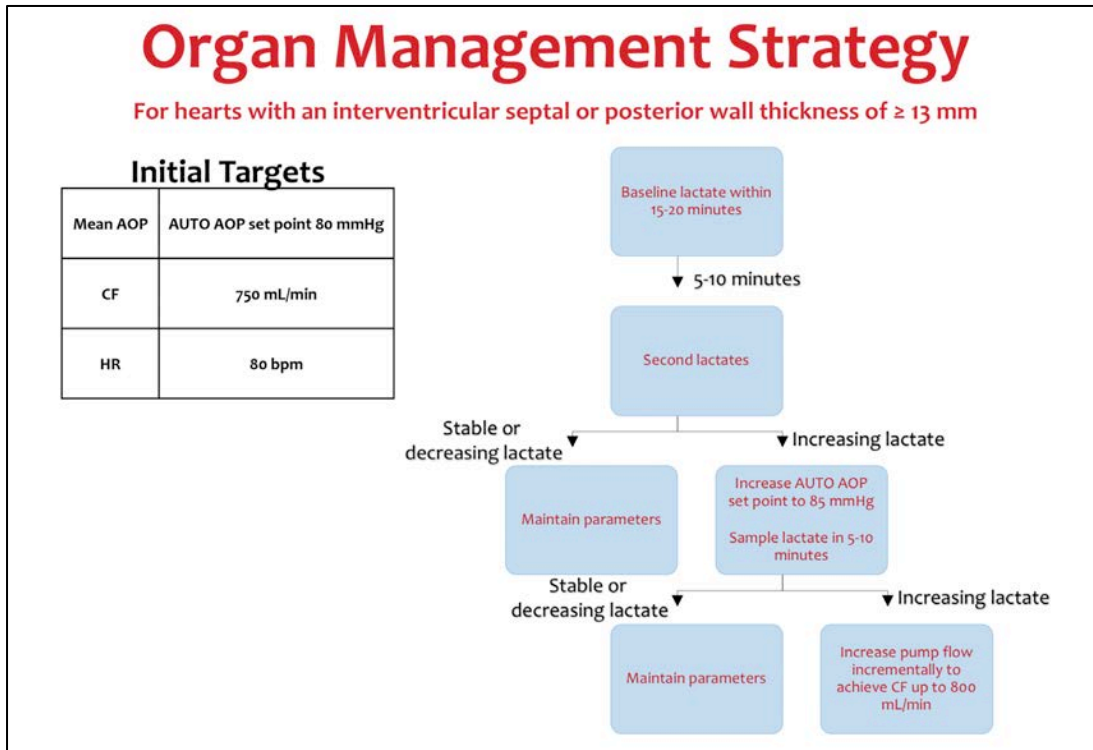 Organ Management Strategy
For hearts with an interventricular septal or posterior wall thickness of ≥ 13 mm
Initial Targets
Mean AOP
AUTO AOP set point 80 mmHg
CF
750 mL/min
HR
80 bpm
Baseline lactate within
15-20 minutes
5-10 minutes
Second lactates
Stable or
decreasing lactate
Increasing lactate
Maintain parameters
Increase AUTO AOP
set point to 85 mmHg
Sample lactate in 5-10
minutes
Stable or
decreasing lactate
Increasing lactate
Maintain parameters
Increase pump flow
incrementally to
achieve CF up to 800
mL/min